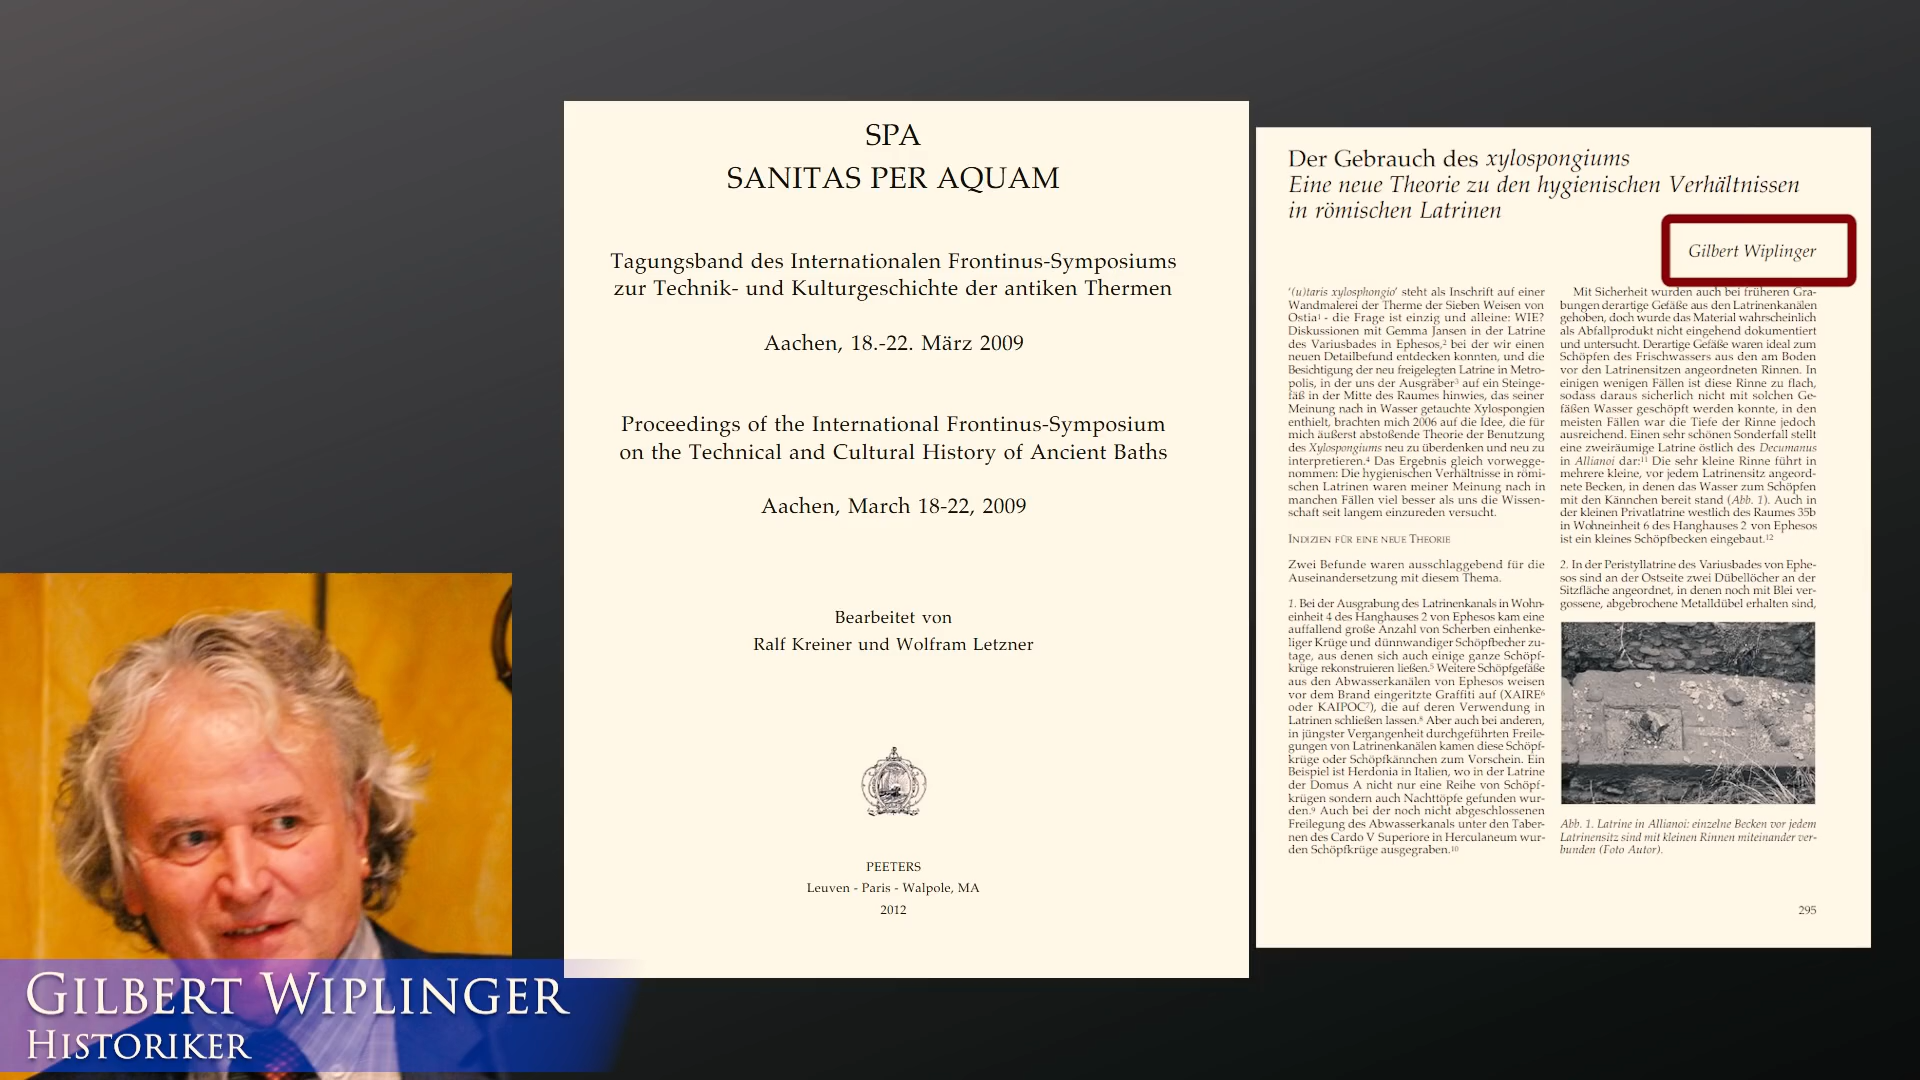 SPA
SANITAS PER AQUAM
Tagungsband des Internationalen Frontinus-Symposiums
zur Technik- und Kulturgeschichte der antiken Thermen
Aachen, 18.-22. März 2009
Proceedings of the International Frontinus-Symposium
on the Technical and Cultural History of Ancient Baths
Aachen, March 18-22, 2009
Bearbeitet von
Ralf Kreiner und Wolfram Letzner
PEETERS
Leuven - Paris - Walpole, MA
2012
Der Gebrauch des xylospongiums
Eine neue Theorie zu den hygienischen Verhältnissen
in römischen Latrinen
Gilbert Wiplinger
'(u)taris xylosphongio' steht als Inschrift auf einer
Wandmalerei der Therme der Sieben Weisen von
Ostia¹ - die Frage ist einzig und alleine: WIE?
Diskussionen mit Gemma Jansen in der Latrine
des Variusbades in Ephesos,² bei der wir einen
neuen Detailbefund entdecken konnten, und die
Besichtigung der neu freigelegten Latrine in Metro-
polis, in der uns der Ausgräber³ auf ein Steinge-
fäß in der Mitte des Raumes hinwies, das seiner
Meinung nach in Wasser getauchte Xylospongien
enthielt, brachten mich 2006 auf die Idee, die für
mich äußerst abstoßende Theorie der Benutzung
des Xylospongiums neu zu überdenken und neu zu
interpretieren.⁴ Das Ergebnis gleich vorwegge-
nommen: Die hygienischen Verhältnisse in römi-
schen Latrinen waren meiner Meinung nach in
manchen Fällen viel besser als uns die Wissen-
schaft seit langem einzureden versucht.
INDIZIEN FÜR EINE NEUE THEORIE
Zwei Befunde waren ausschlaggebend für die
Auseinandersetzung mit diesem Thema.
1. Bei der Ausgrabung des Latrinenkanals in Wohn-
einheit 4 des Hanghauses 2 von Ephesos kam eine
auffallend große Anzahl von Scherben einhenke-
liger Krüge und dünnwandiger Schöpfbecher zu-
tage, aus denen sich auch einige ganze Schöpf-
krüge rekonstruieren ließen.⁵ Weitere Schöpfgefäße
aus den Abwasserkanälen von Ephesos weisen
vor dem Brand eingeritzte Graffiti auf (XAIRE⁶
oder KAIPOC⁷), die auf deren Verwendung in
Latrinen schließen lassen.⁸ Aber auch bei anderen,
in jüngster Vergangenheit durchgeführten Freile-
gungen von Latrinenkanälen kamen diese Schöpf-
krüge oder Schöpfkännchen zum Vorschein. Ein
Beispiel ist Herdonia in Italien, wo in der Latrine
der Domus A nicht nur eine Reihe von Schöpf-
krügen sondern auch Nachttöpfe gefunden wur-
den.⁹ Auch bei der noch nicht abgeschlossenen
Freilegung des Abwasserkanals unter den Taber-
nen des Cardo V Superiore in Herculaneum wur-
den Schöpfkrüge ausgegraben.¹⁰
Mit Sicherheit wurden auch bei früheren Gra-
bungen derartige Gefäße aus den Latrinenkanälen
gehoben, doch wurde das Material wahrscheinlich
als Abfallprodukt nicht eingehend dokumentiert
und untersucht. Derartige Gefäße waren ideal zum
Schöpfen des Frischwassers aus den am Boden
vor den Latrinensitzen angeordneten Rinnen. In
einigen wenigen Fällen ist diese Rinne zu flach,
sodass daraus sicherlich nicht mit solchen Ge-
fäßen Wasser geschöpft werden konnte, in den
meisten Fällen war die Tiefe der Rinne jedoch
ausreichend. Einen sehr schönen Sonderfall stellt
eine zweiräumige Latrine östlich des Decumanus
in Allianoi dar:¹¹ Die sehr kleine Rinne führt in
mehrere kleine, vor jedem Latrinensitz angeord-
nete Becken, in denen das Wasser zum Schöpfen
mit den Kännchen bereit stand (Abb. 1). Auch in
der kleinen Privatlatrine westlich des Raumes 35b
in Wohneinheit 6 des Hanghauses 2 von Ephesos
ist ein kleines Schöpfbecken eingebaut.¹²
2. In der Peristyllatrine des Variusbades von Ephe-
sos sind an der Ostseite zwei Dübellöcher an der
Sitzfläche angeordnet, in denen noch mit Blei ver-
gossene, abgebrochene Metalldübel erhalten sind,
Abb. 1. Latrine in Allianoi: einzelne Becken vor jedem
Latrinensitz sind mit kleinen Rinnen miteinander ver-
bunden (Foto Autor).
295
GILBERT WIPLINGER
HISTORIKER